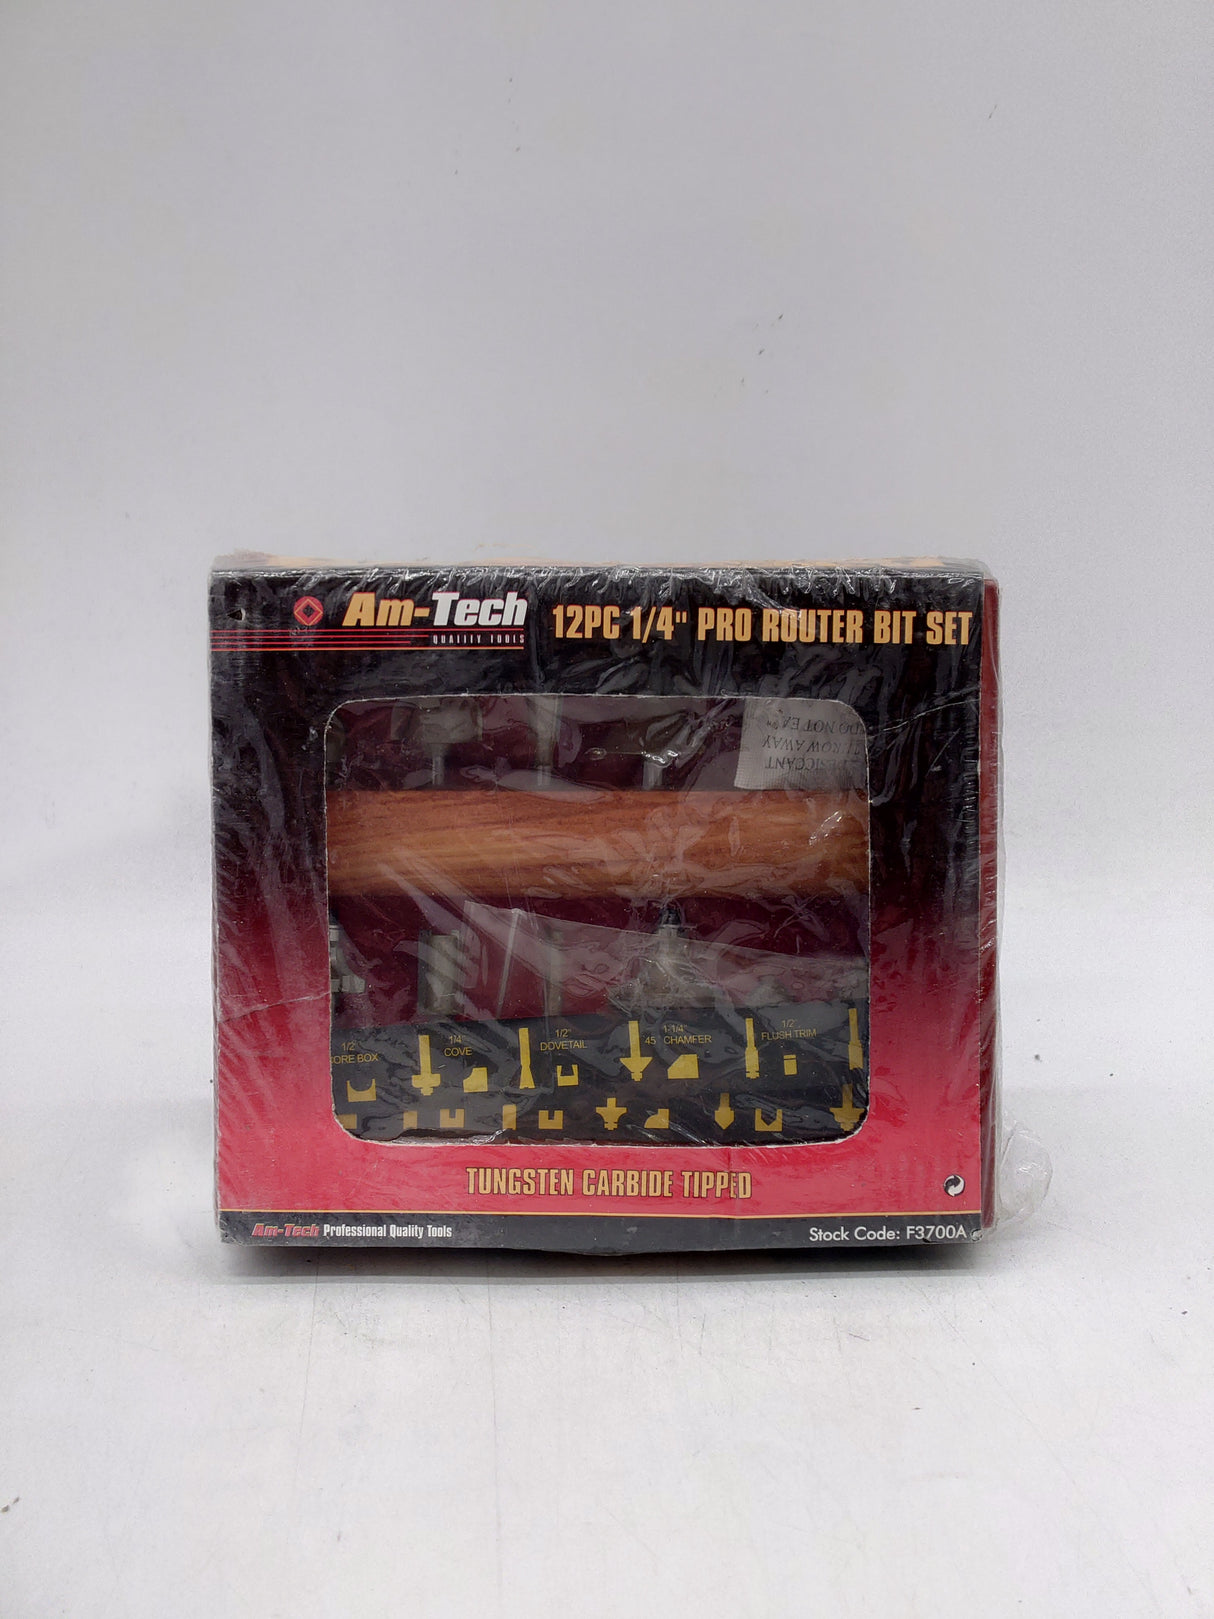 Am-Tech
QUALITY TOOLS
12PC 1/4" PRO ROUTER BIT SET
DO NOT EA
THROW AWAY
DESICCANT
1/2"
ORE BOX
1/4"
COVE
1/2"
DOVETAIL
1-1/4"
45 CHAMFER
1/2"
FLUSH TRIM
TUNGSTEN CARBIDE TIPPED
Am-Tech Professional Quality Tools
Stock Code: F3700A